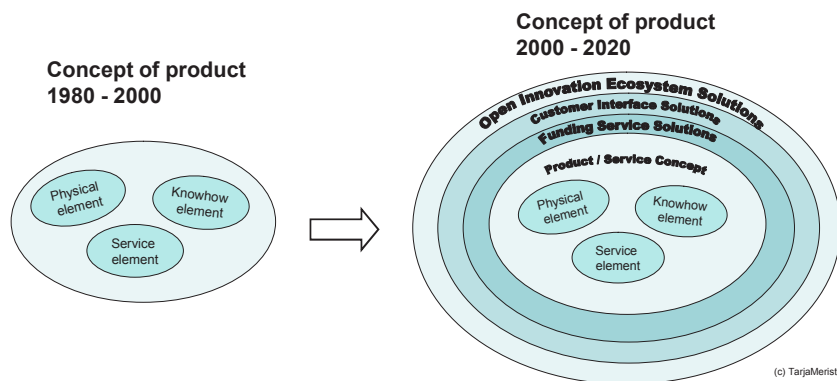 Concept of product
1980 - 2000
Physical
element
Knowhow
element
Service
element
Concept of product
2000 - 2020
Open Innovation Ecosystem Solutions
Customer Interface Solutions
Funding Service Solutions
Product / Service Concept
Physical
element
Knowhow
element
Service
element
(c) TarjaMerist